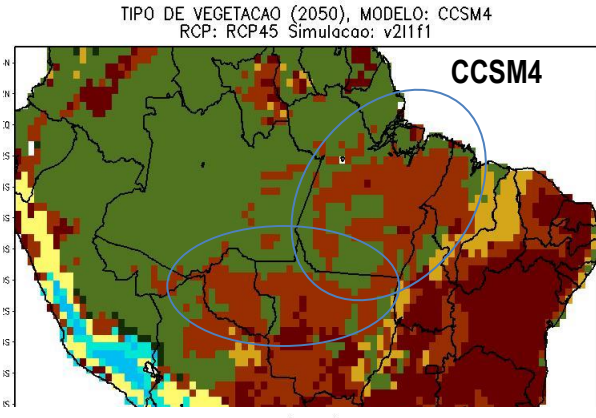 TIPO DE VEGETACAO (2050), MODELO: CCSM4
RCP: RCP45 Simulacao: v2l1f1
CCSM4